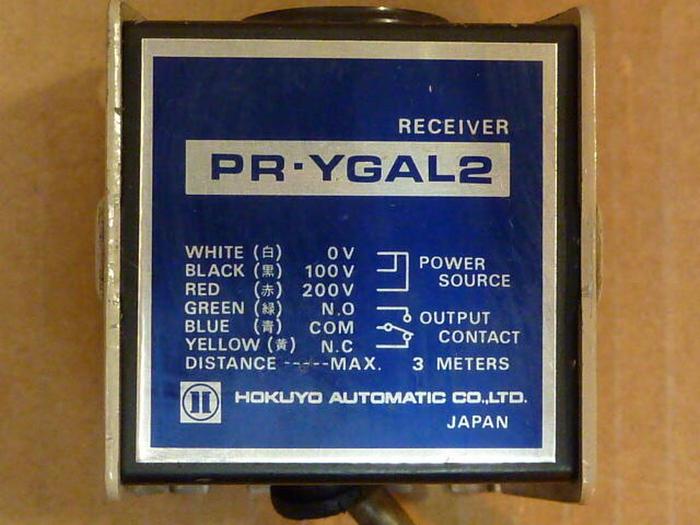 RECEIVER
PR·YGAL2
WHITE (白) 0V
BLACK (黒) 100V
RED (赤) 200V
POWER SOURCE
GREEN (緑) N.O
BLUE (青) COM
YELLOW (黃) N.C
OUTPUT CONTACT
DISTANCE -----MAX. 3 METERS
HOKUYO AUTOMATIC CO.,LTD.
JAPAN